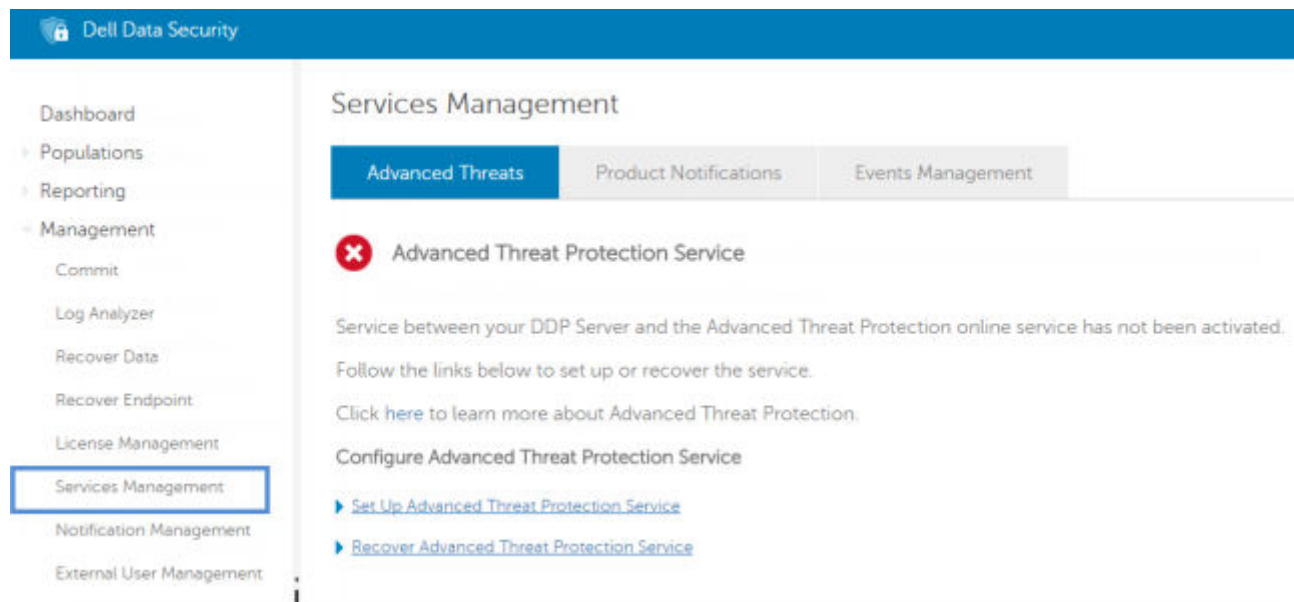 Dell Data Security
Dashboard
Populations
Reporting
Management
Commit
Log Analyzer
Recover Data
Recover Endpoint
License Management
Services Management
Notification Management
External User Management
Services Management
Advanced Threats
Product Notifications
Events Management
Advanced Threat Protection Service
Service between your DDP Server and the Advanced Threat Protection online service has not been activated.
Follow the links below to set up or recover the service.
Click here to learn more about Advanced Threat Protection.
Configure Advanced Threat Protection Service
Set Up Advanced Threat Protection Service
Recover Advanced Threat Protection Service